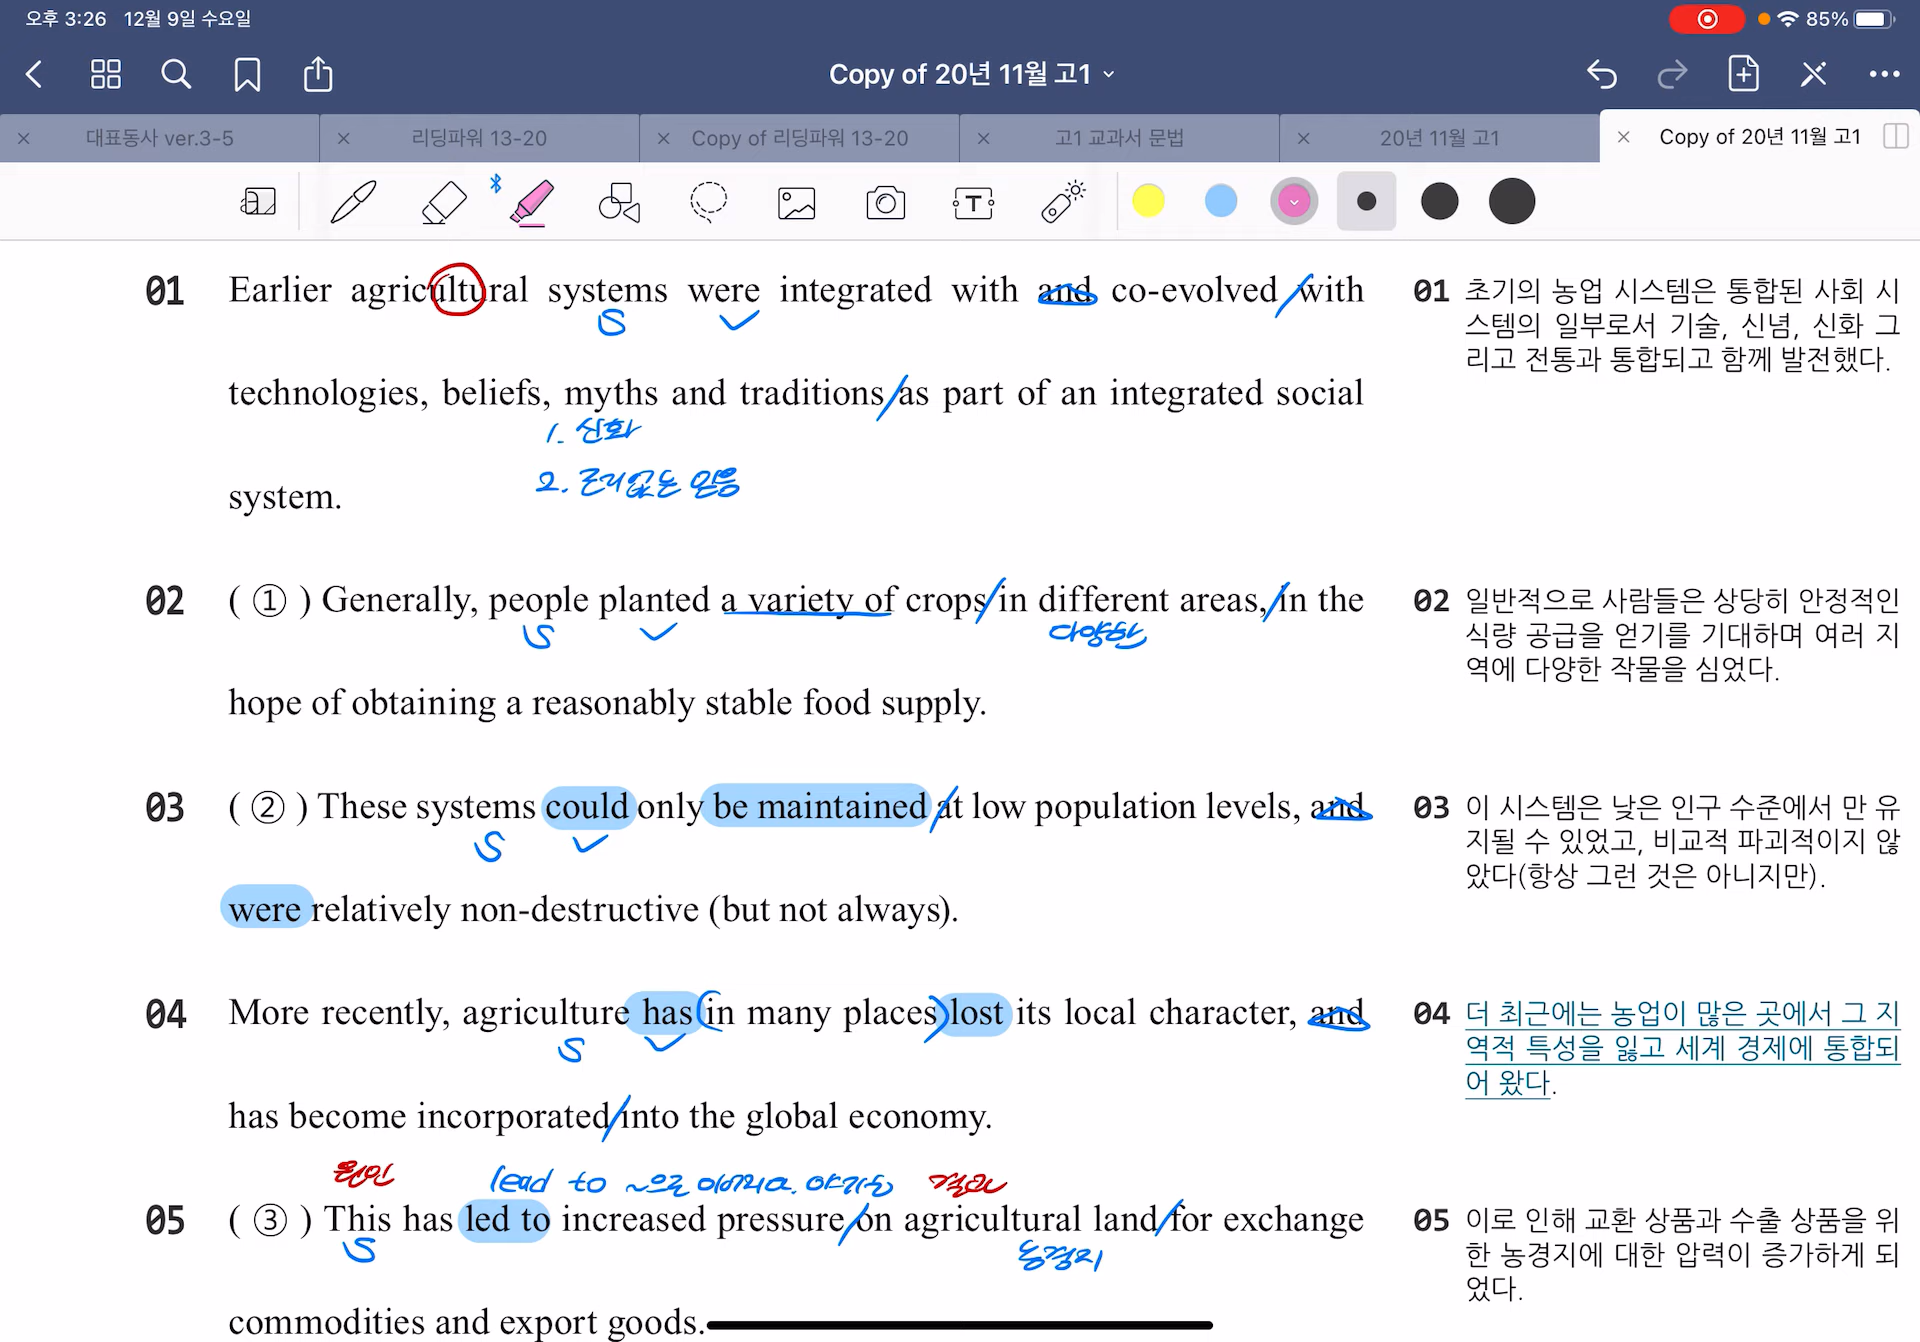 오후 3:26 12월 9일 수요일
85%
Copy of 20년 11월 고1
대표동사 ver.3-5
리딩파워 13-20
Copy of 리딩파워 13-20
고1 교과서 문법
20년 11월 고1
Copy of 20년 11월 고1
01 Earlier agricultural systems were integrated with and co-evolved / with
S
technologies, beliefs, myths and traditions / as part of an integrated social
1. 신화
2. 근거없는 믿음
system.
01 초기의 농업 시스템은 통합된 사회 시
스템의 일부로서 기술, 신념, 신화 그
리고 전통과 통합되고 함께 발전했다.
02 ( ① ) Generally, people planted a variety of crops / in different areas, / in the
S 다양한
hope of obtaining a reasonably stable food supply.
02 일반적으로 사람들은 상당히 안정적인
식량 공급을 얻기를 기대하며 여러 지
역에 다양한 작물을 심었다.
03 ( ② ) These systems could only be maintained / at low population levels, and
S
were relatively non-destructive (but not always).
03 이 시스템은 낮은 인구 수준에서 만 유
지될 수 있었고, 비교적 파괴적이지 않
았다(항상 그런 것은 아니지만).
04 More recently, agriculture has (in many places) lost its local character, and
S
has become incorporated / into the global economy.
04 더 최근에는 농업이 많은 곳에서 그 지
역적 특성을 잃고 세계 경제에 통합되
어 왔다.
원인 lead to ~으로 이어지다. 야기하는 결과
05 ( ③ ) This has led to increased pressure / on agricultural land / for exchange
S 농경지
commodities and export goods.
05 이로 인해 교환 상품과 수출 상품을 위
한 농경지에 대한 압력이 증가하게 되
었다.